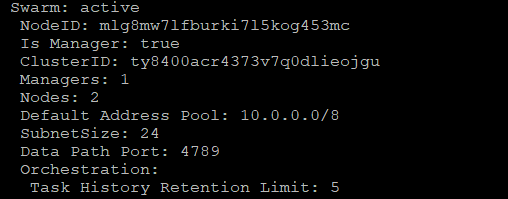 Swarm: active
NodeID: mlg8mw7lfburki7l5kog453mc
Is Manager: true
ClusterID: ty8400acr4373v7q0dlieojgu
Managers: 1
Nodes: 2
Default Address Pool: 10.0.0.0/8
SubnetSize: 24
Data Path Port: 4789
Orchestration:
Task History Retention Limit: 5